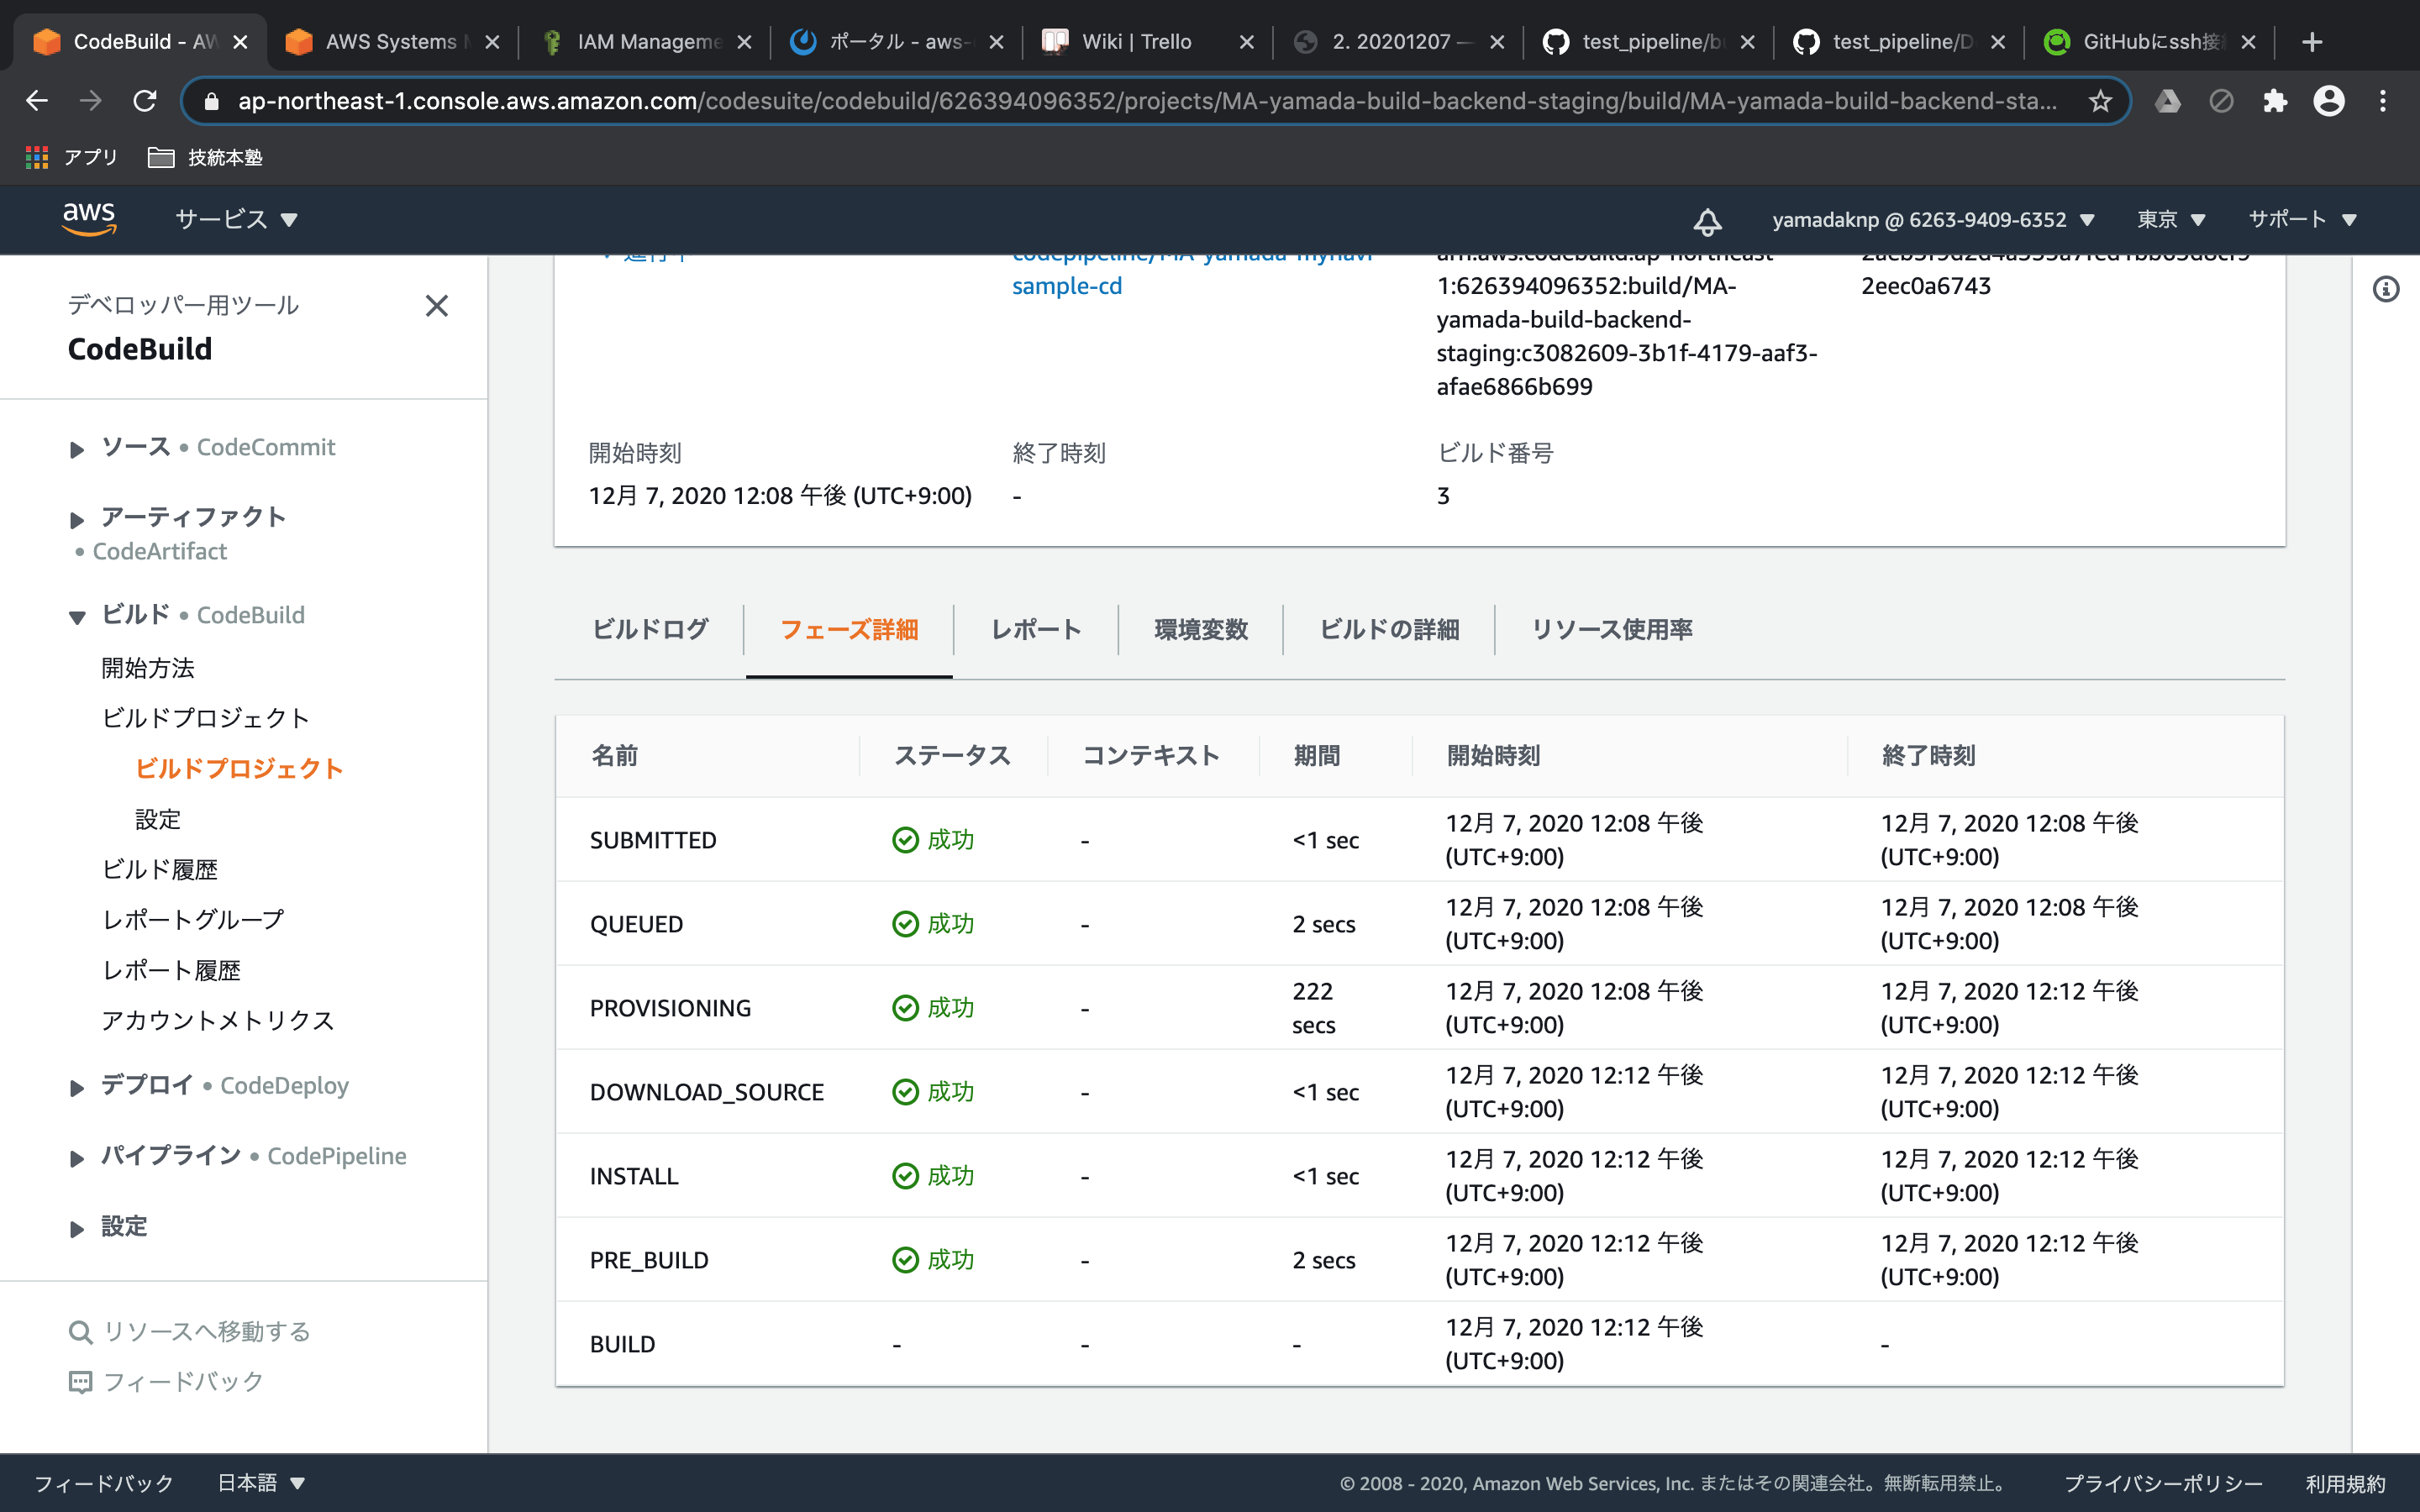 CodeBuild - AW
AWS Systems M
IAM Manageme
ポータル - aws-
Wiki | Trello
2. 20201207 —
test_pipeline/bu
test_pipeline/D
GitHubにssh接
ap-northeast-1.console.aws.amazon.com/codesuite/codebuild/626394096352/projects/MA-yamada-build-backend-staging/build/MA-yamada-build-backend-sta...
アプリ
技統本塾
aws
サービス
yamadaknp @ 6263-9409-6352
東京
サポート
デベロッパー用ツール
CodeBuild
ソース • CodeCommit
アーティファクト
• CodeArtifact
ビルド • CodeBuild
開始方法
ビルドプロジェクト
ビルドプロジェクト
設定
ビルド履歴
レポートグループ
レポート履歴
アカウントメトリクス
デプロイ • CodeDeploy
パイプライン • CodePipeline
設定
リソースへ移動する
フィードバック
進行中
codepipeline/MA-yamada-mynavi
sample-cd
arn:aws:codebuild:ap-northeast
1:626394096352:build/MA-
yamada-build-backend-
staging:c3082609-3b1f-4179-aaf3-
afae6866b699
2eec0a6743
開始時刻
12月 7, 2020 12:08 午後 (UTC+9:00)
終了時刻
-
ビルド番号
3
ビルドログ
フェーズ詳細
レポート
環境変数
ビルドの詳細
リソース使用率
名前 ステータス コンテキスト 期間 開始時刻 終了時刻
SUBMITTED 成功 - <1 sec 12月 7, 2020 12:08 午後 (UTC+9:00) 12月 7, 2020 12:08 午後 (UTC+9:00)
QUEUED 成功 - 2 secs 12月 7, 2020 12:08 午後 (UTC+9:00) 12月 7, 2020 12:08 午後 (UTC+9:00)
PROVISIONING 成功 - 222 secs 12月 7, 2020 12:08 午後 (UTC+9:00) 12月 7, 2020 12:12 午後 (UTC+9:00)
DOWNLOAD_SOURCE 成功 - <1 sec 12月 7, 2020 12:12 午後 (UTC+9:00) 12月 7, 2020 12:12 午後 (UTC+9:00)
INSTALL 成功 - <1 sec 12月 7, 2020 12:12 午後 (UTC+9:00) 12月 7, 2020 12:12 午後 (UTC+9:00)
PRE_BUILD 成功 - 2 secs 12月 7, 2020 12:12 午後 (UTC+9:00) 12月 7, 2020 12:12 午後 (UTC+9:00)
BUILD - - - 12月 7, 2020 12:12 午後 (UTC+9:00) -
フィードバック
日本語
© 2008 - 2020, Amazon Web Services, Inc. またはその関連会社。無断転用禁止。
プライバシーポリシー
利用規約